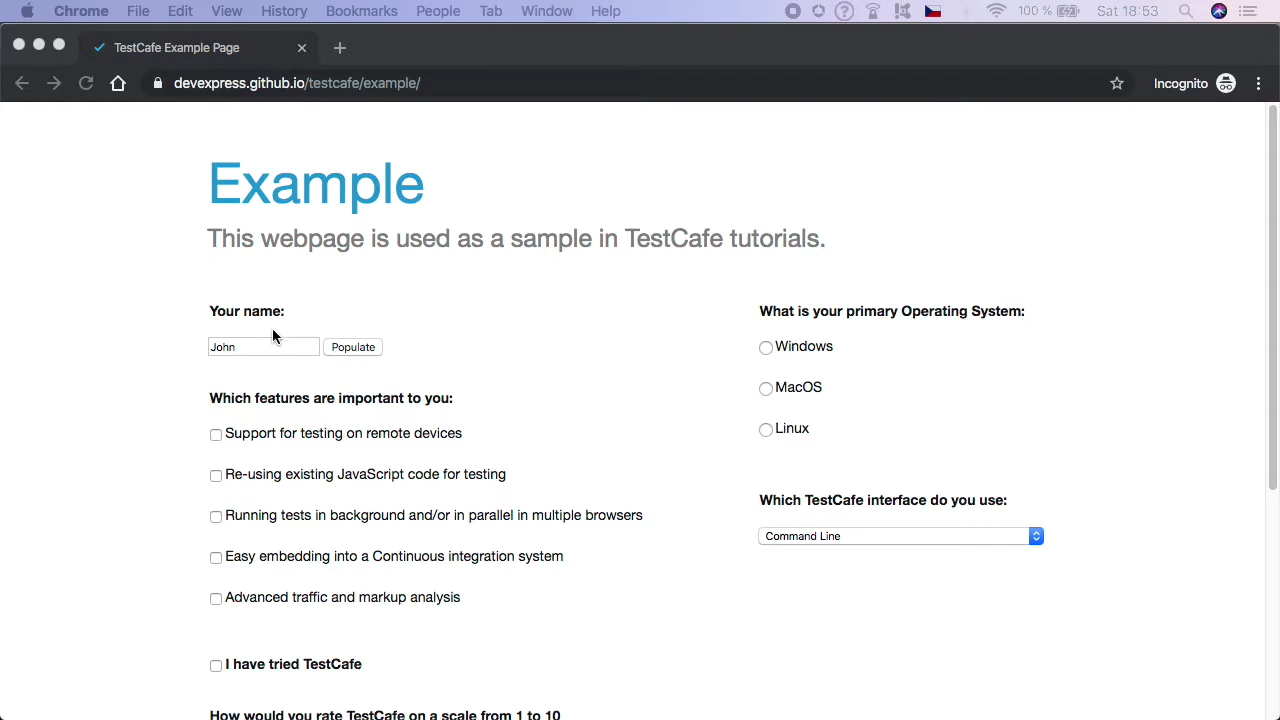 Chrome File Edit View History Bookmarks People Tab Window Help 100 % Sat 18:53
TestCafe Example Page
devexpress.github.io/testcafe/example/ Incognito
Example
This webpage is used as a sample in TestCafe tutorials.
Your name:
John Populate
Which features are important to you:
Support for testing on remote devices
Re-using existing JavaScript code for testing
Running tests in background and/or in parallel in multiple browsers
Easy embedding into a Continuous integration system
Advanced traffic and markup analysis
I have tried TestCafe
How would you rate TestCafe on a scale from 1 to 10
What is your primary Operating System:
Windows
MacOS
Linux
Which TestCafe interface do you use:
Command Line